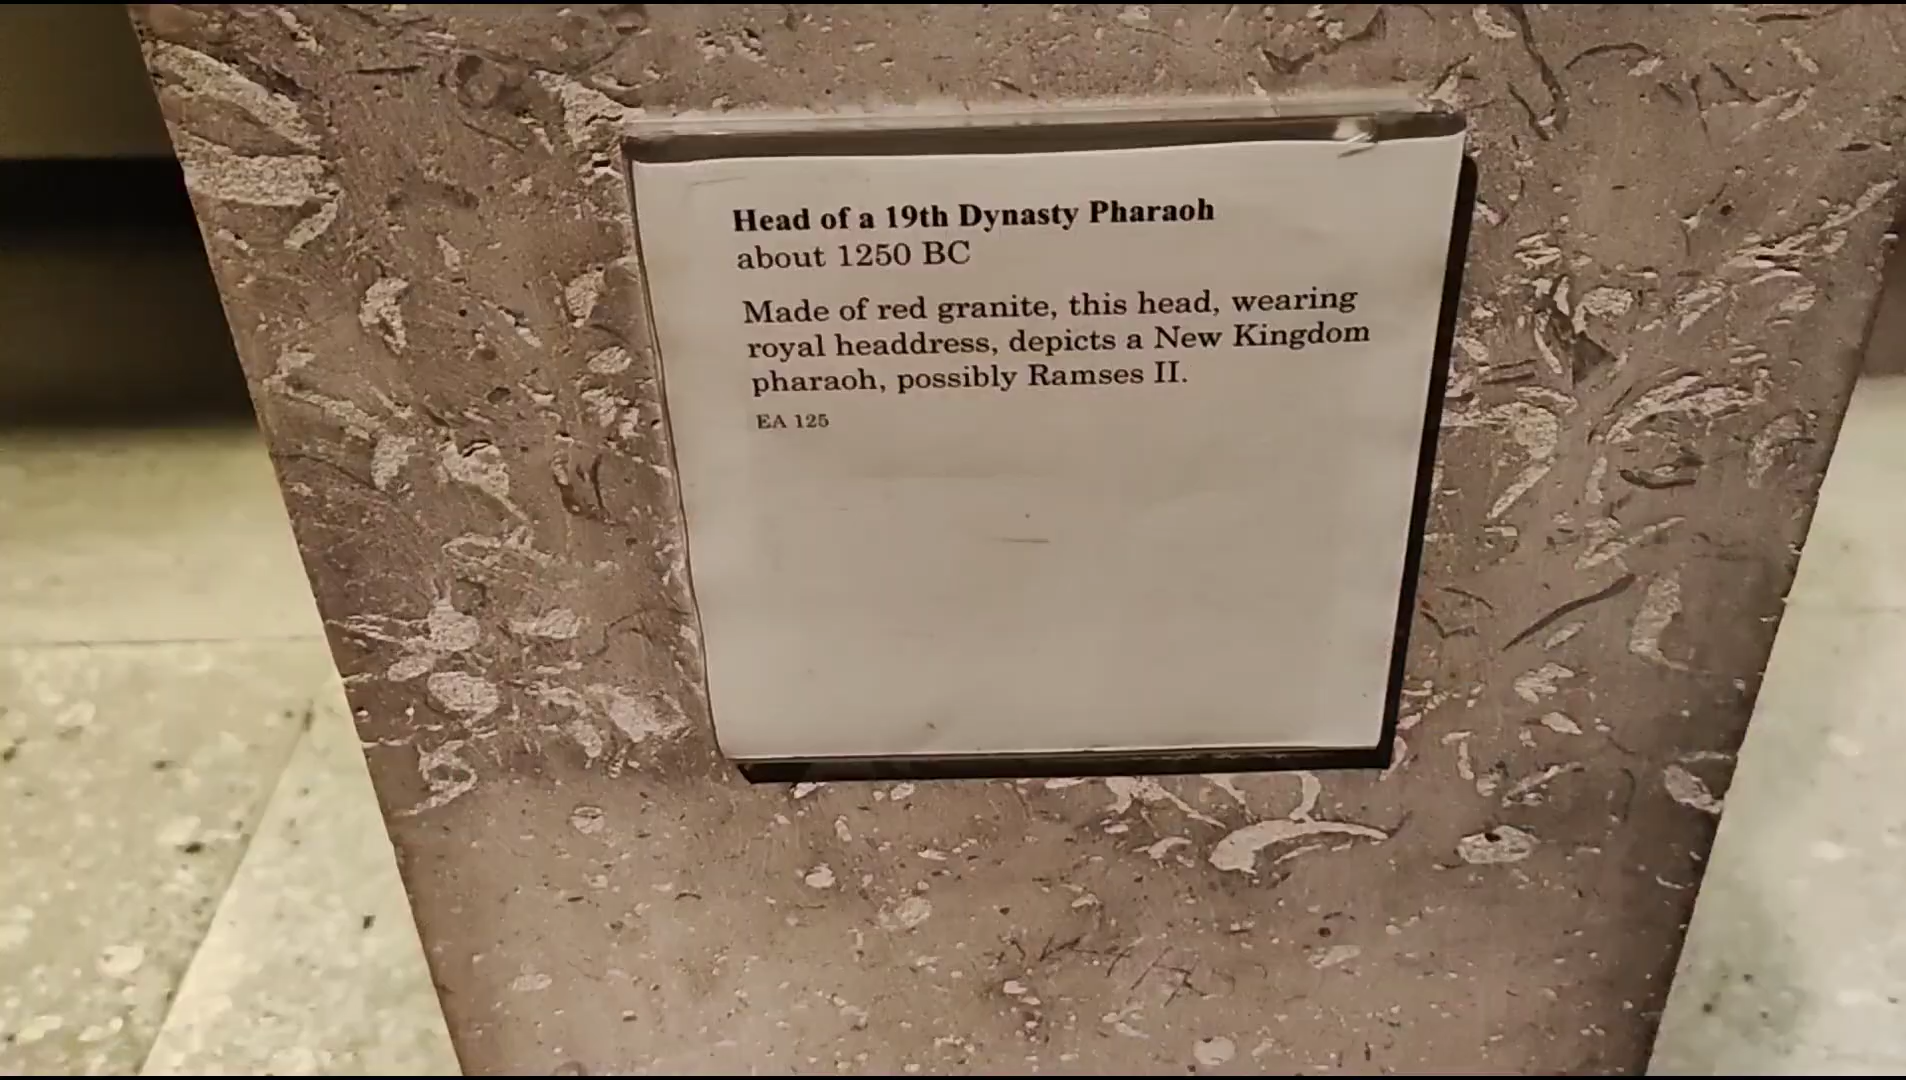 Head of a 19th Dynasty Pharaoh
about 1250 BC
Made of red granite, this head, wearing
royal headdress, depicts a New Kingdom
pharaoh, possibly Ramses II.
EA 125